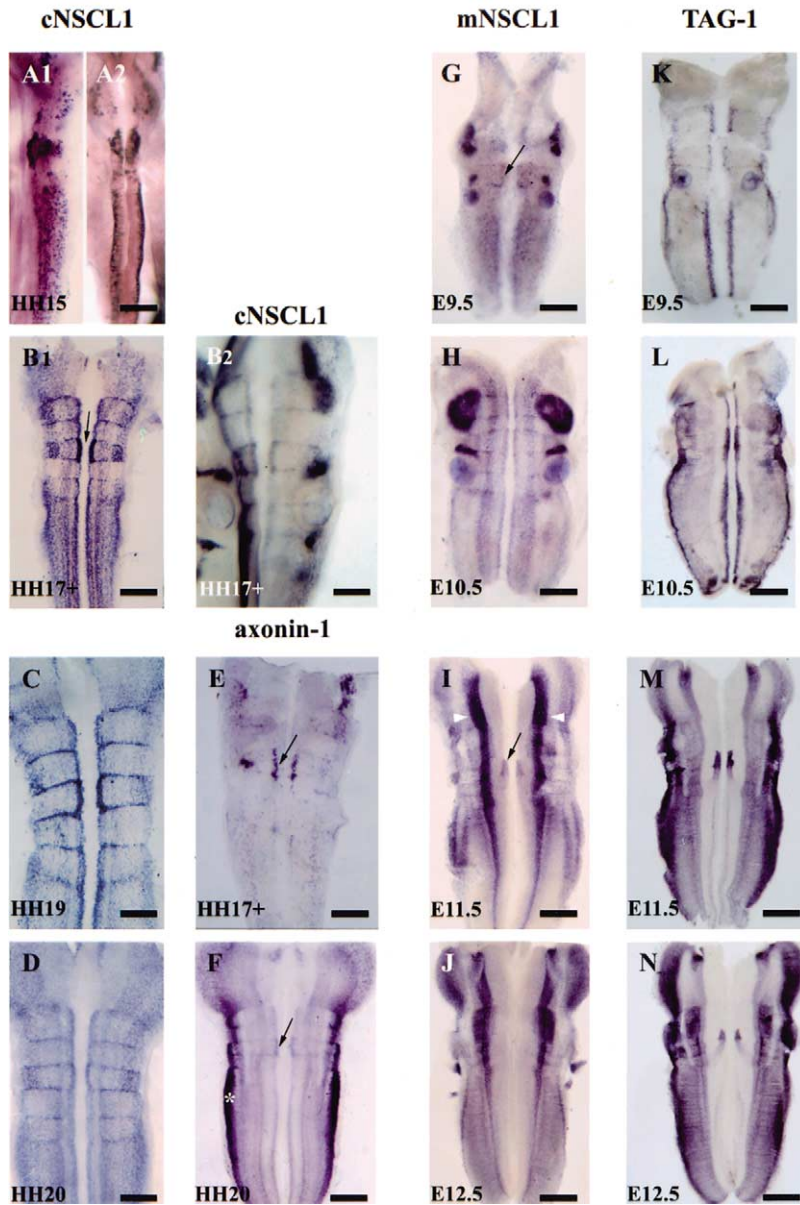 cNSCL1
mNSCL1
TAG-1
A1
A2
HH15
G
E9.5
K
E9.5
cNSCL1
B1
HH17+
B2
HH17+
H
E10.5
L
E10.5
axonin-1
C
HH19
E
HH17+
I
E11.5
M
E11.5
D
HH20
F
*
HH20
J
E12.5
N
E12.5